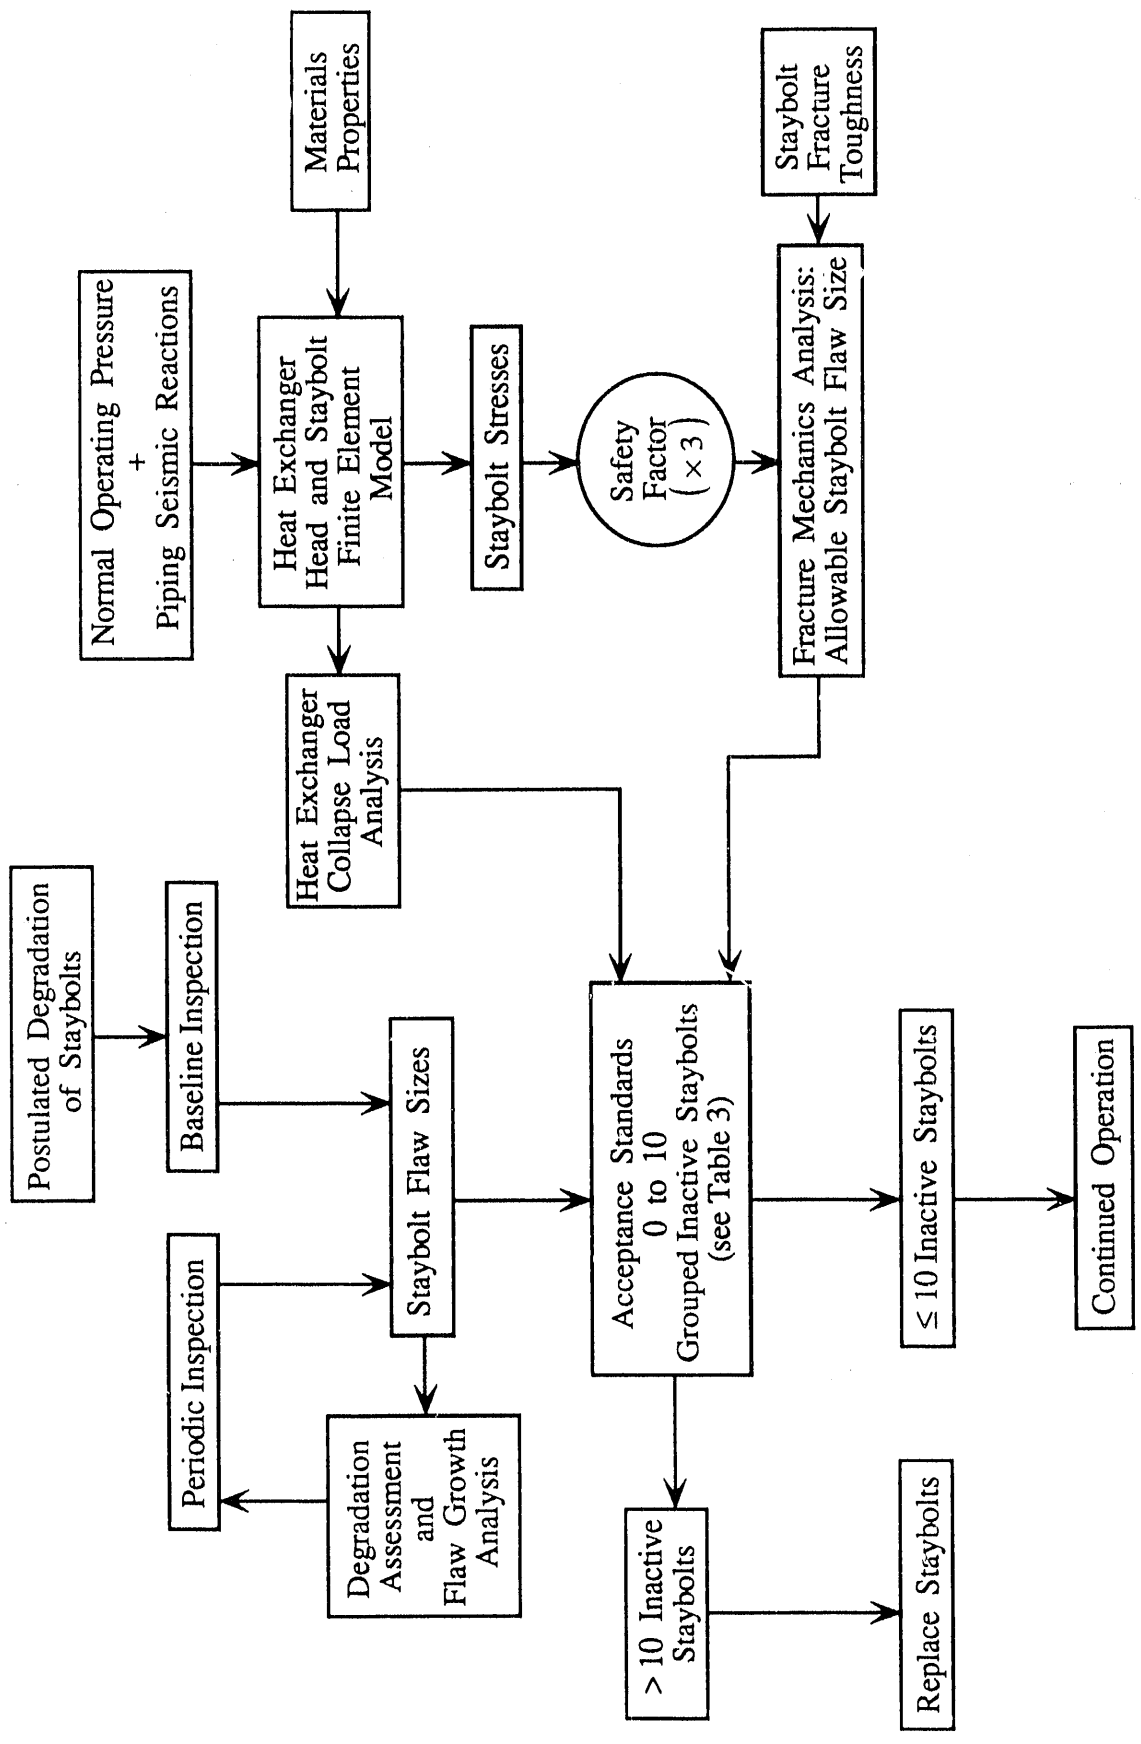 Postulated Degradation
of Staybolts
Normal Operating Pressure
+
Piping Seismic Reactions
Periodic Inspection
Baseline Inspection
Heat Exchanger
Head and Staybolt
Finite Element
Model
Materials
Properties
Heat Exchanger
Collapse Load
Analysis
Degradation
Assessment
and
Flaw Growth
Analysis
Staybolt Flaw Sizes
Staybolt Stresses
Safety
Factor
( × 3 )
Acceptance Standards
0 to 10
Grouped Inactive Staybolts
(see Table 3)
> 10 Inactive
Staybolts
Fracture Mechanics Analysis:
Allowable Staybolt Flaw Size
Staybolt
Fracture
Toughness
Replace Staybolts
≤ 10 Inactive Staybolts
Continued Operation